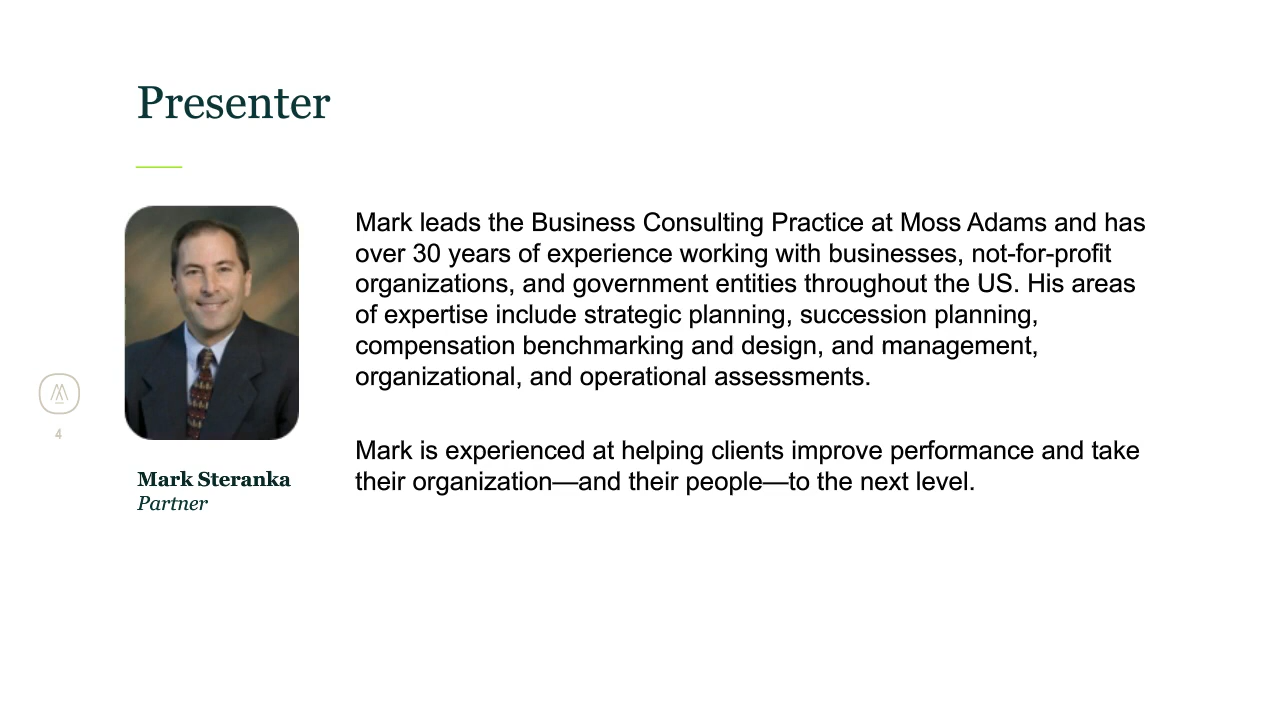 Presenter
Mark leads the Business Consulting Practice at Moss Adams and has
over 30 years of experience working with businesses, not-for-profit
organizations, and government entities throughout the US. His areas
of expertise include strategic planning, succession planning,
compensation benchmarking and design, and management,
organizational, and operational assessments.
Mark is experienced at helping clients improve performance and take
their organization—and their people—to the next level.
Mark Steranka
Partner
4